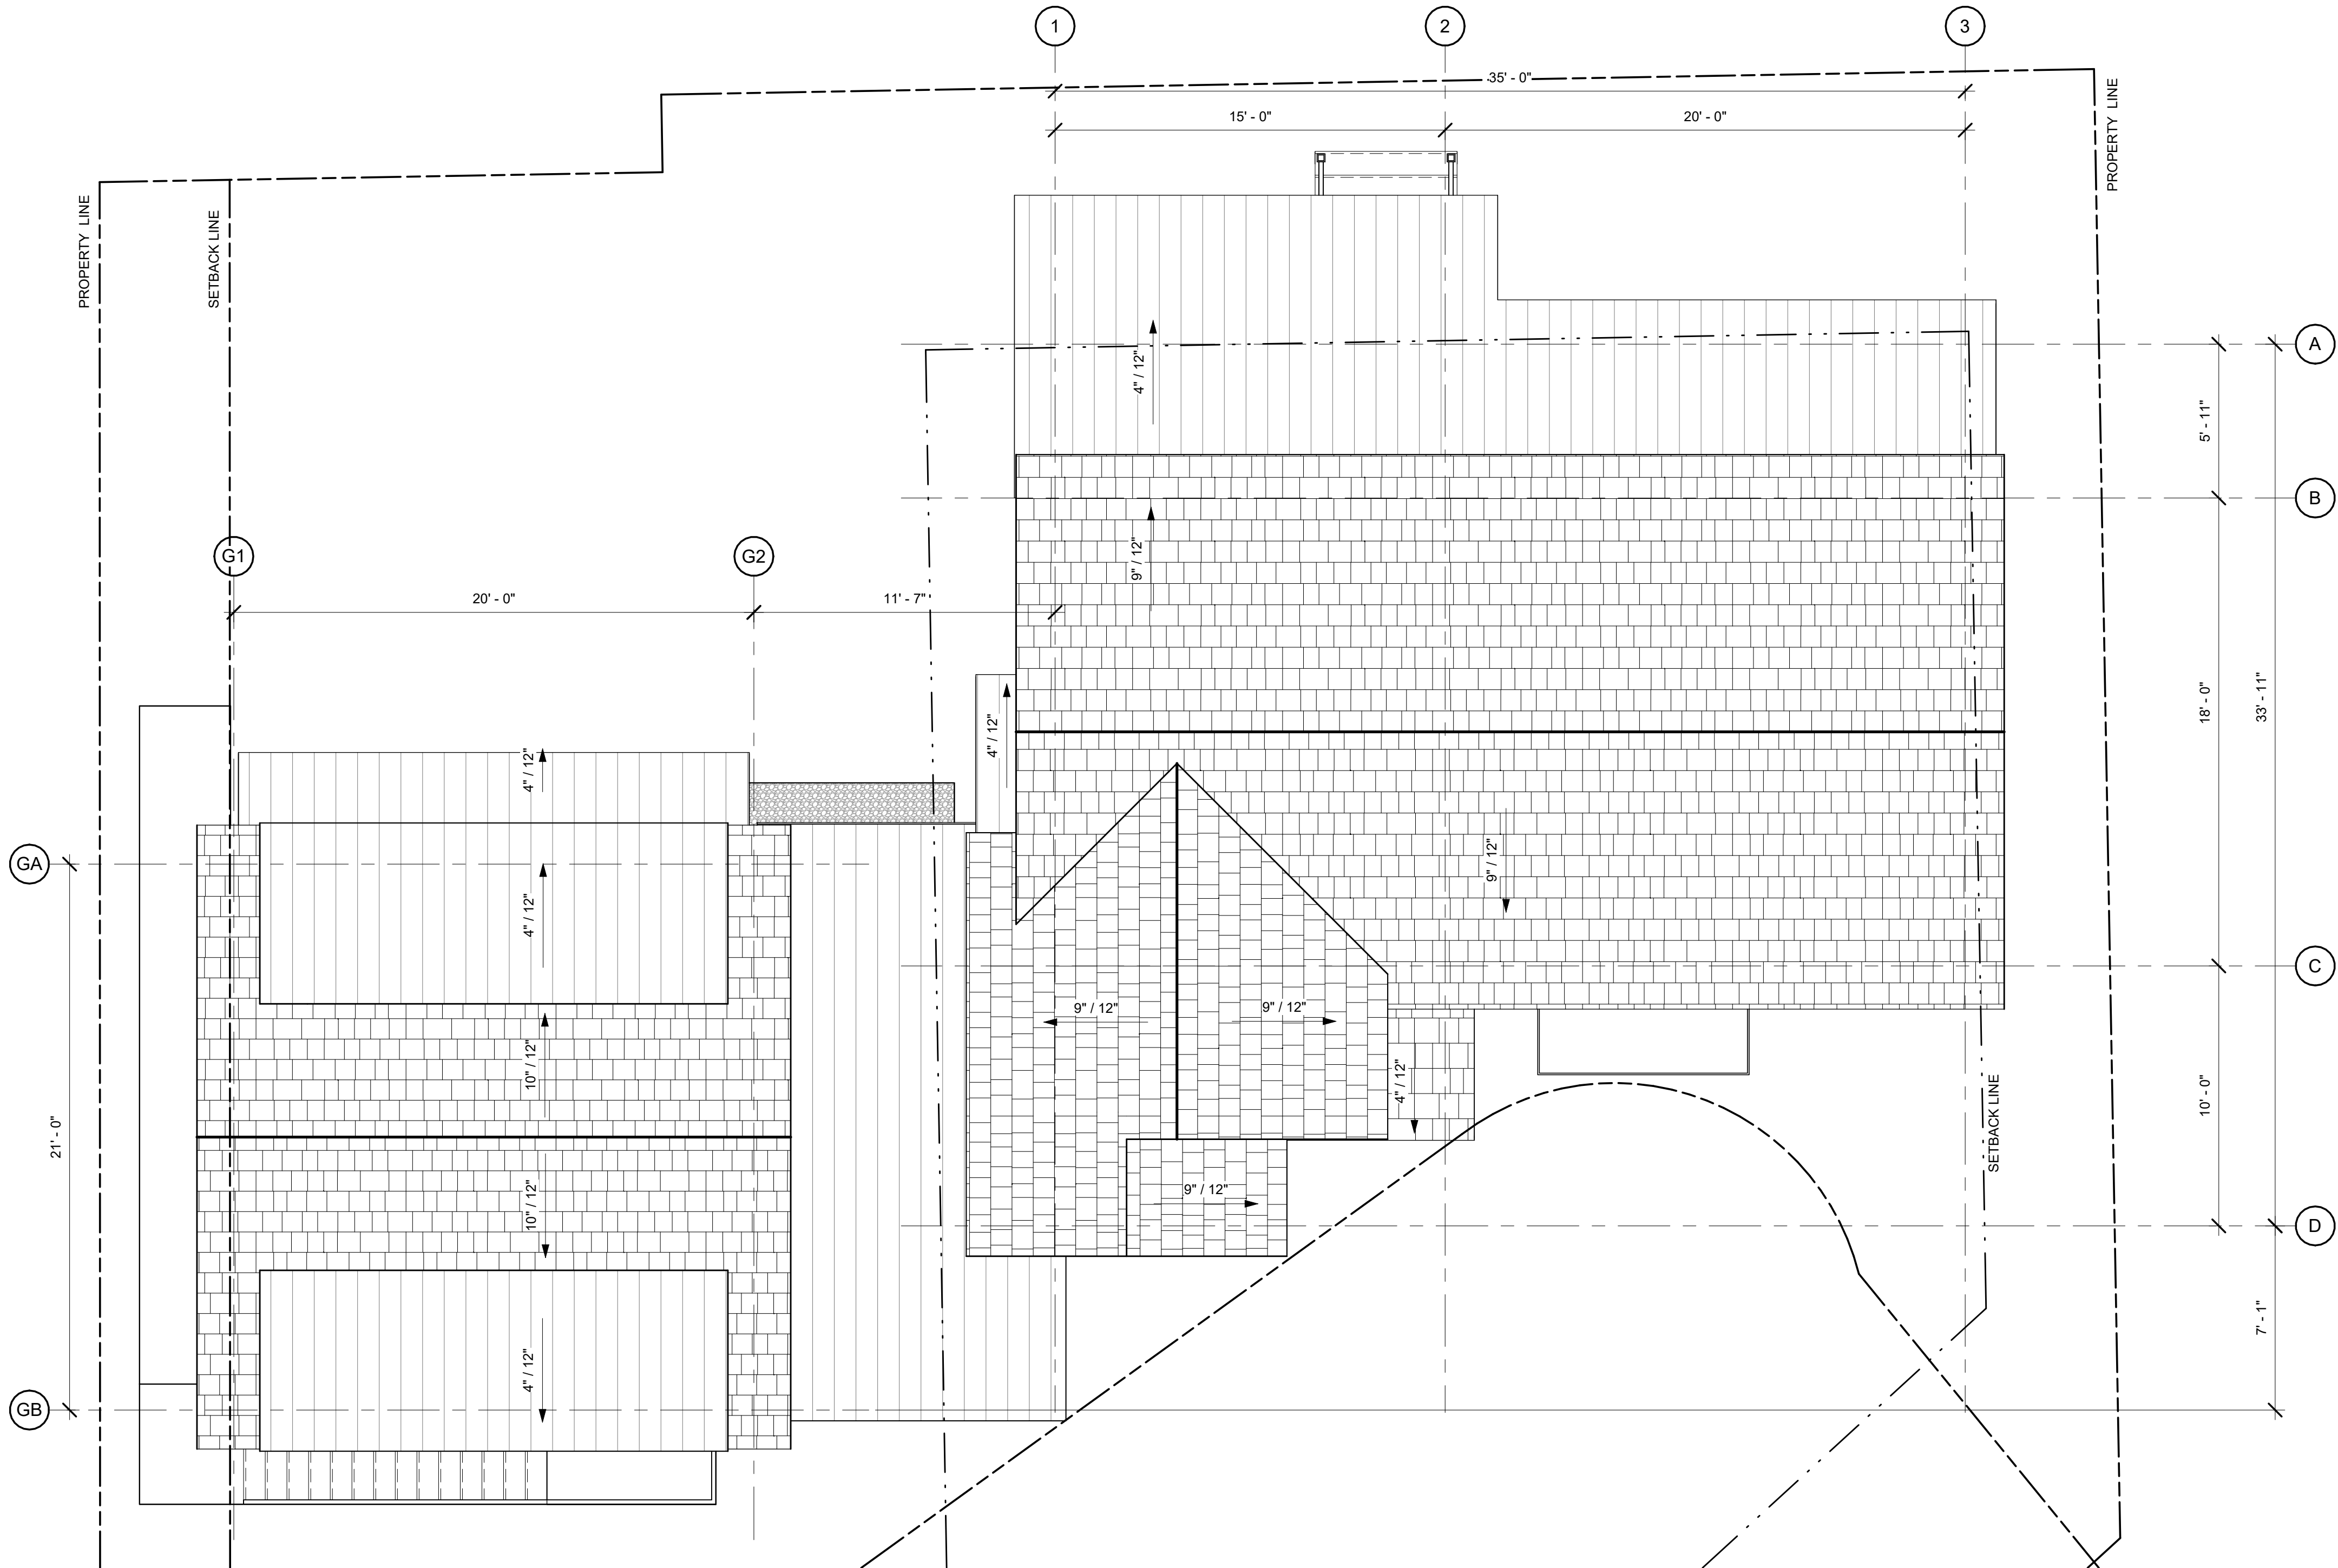 1
2
3
35' - 0"
15' - 0"
20' - 0"
PROPERTY LINE
PROPERTY LINE
SETBACK LINE
A
4" / 12"
5' - 11"
B
9" / 12"
G1
G2
20' - 0"
11' - 7"
18' - 0"
33' - 11"
4" / 12"
4" / 12"
GA
4" / 12"
9" / 12"
C
9" / 12"
9" / 12"
10" / 12"
4" / 12"
10' - 0"
21' - 0"
SETBACK LINE
10" / 12"
9" / 12"
D
7' - 1"
4" / 12"
GB